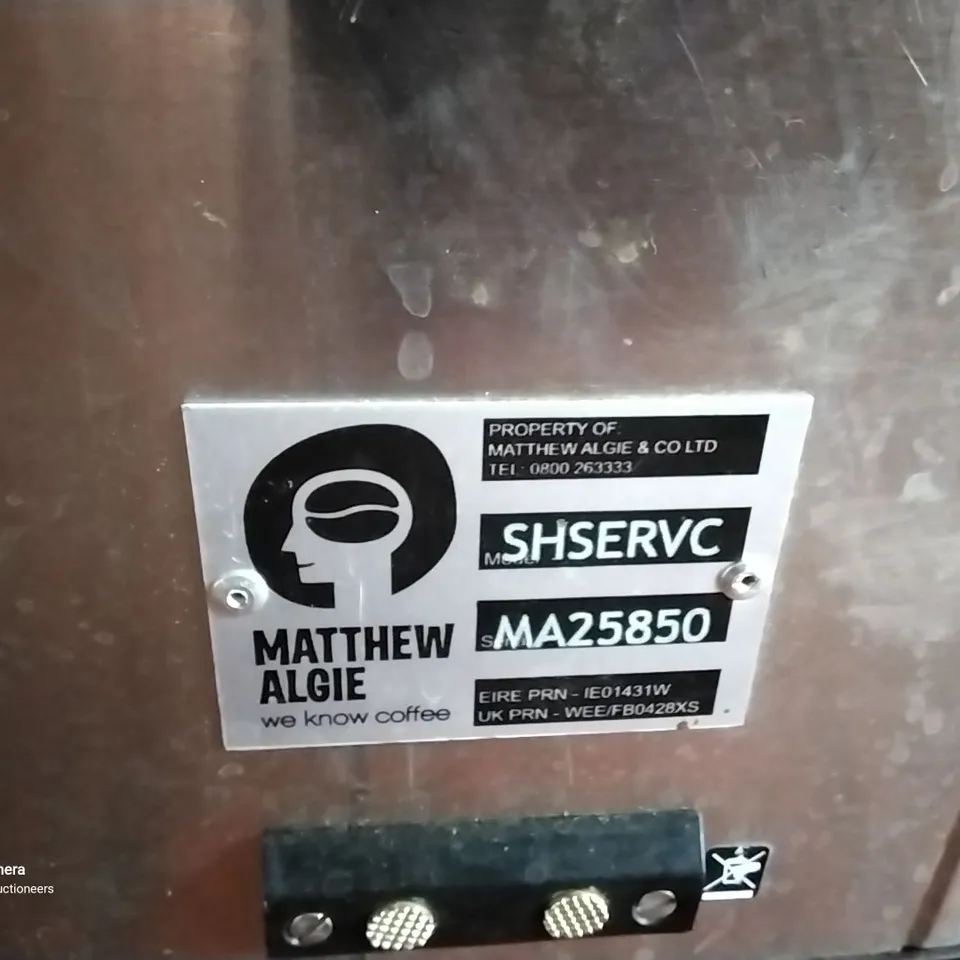 PROPERTY OF:
MATTHEW ALGIE & CO LTD
TEL: 0800 263333
Model
SHSERVC
MA25850
EIRE PRN - IE01431W
UK PRN - WEE/FB0428XS
MATTHEW
ALGIE
we know coffee